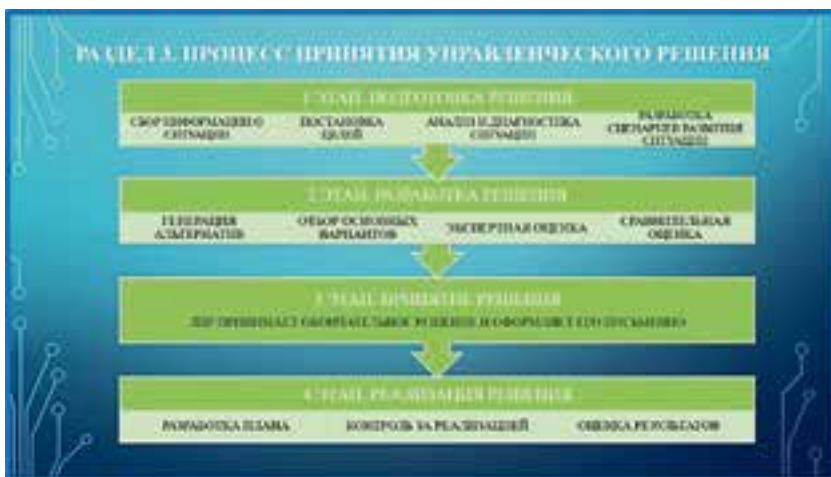 РАЗДЕЛ 3. ПРОЦЕСС ПРИНЯТИЯ УПРАВЛЕНЧЕСКОГО РЕШЕНИЯ
1 ЭТАП. ПОДГОТОВКА РЕШЕНИЯ
СБОР ИНФОРМАЦИИ О
СИТУАЦИИ
ПОСТАНОВКА
ЦЕЛЕЙ
АНАЛИЗ И ДИАГНОСТИКА
СИТУАЦИИ
РАЗРАБОТКА
СЦЕНАРИЕВ РАЗВИТИЯ
СИТУАЦИИ
2 ЭТАП. РАЗРАБОТКА РЕШЕНИЯ
ГЕНЕРАЦИЯ
АЛЬТЕРНАТИВ
ОТБОР ОСНОВНЫХ
ВАРИАНТОВ
ЭКСПЕРТНАЯ ОЦЕНКА
СРАВНИТЕЛЬНАЯ
ОЦЕНКА
3 ЭТАП. ПРИНЯТИЕ РЕШЕНИЯ
ЛПР ПРИНИМАЕТ ОКОНЧАТЕЛЬНОЕ РЕШЕНИЕ И ОФОРМЛЯЕТ ЕГО ПИСЬМЕННО
4 ЭТАП. РЕАЛИЗАЦИЯ РЕШЕНИЯ
РАЗРАБОТКА ПЛАНА
КОНТРОЛЬ ЗА РЕАЛИЗАЦИЕЙ
ОЦЕНКА РЕЗУЛЬТАТОВ